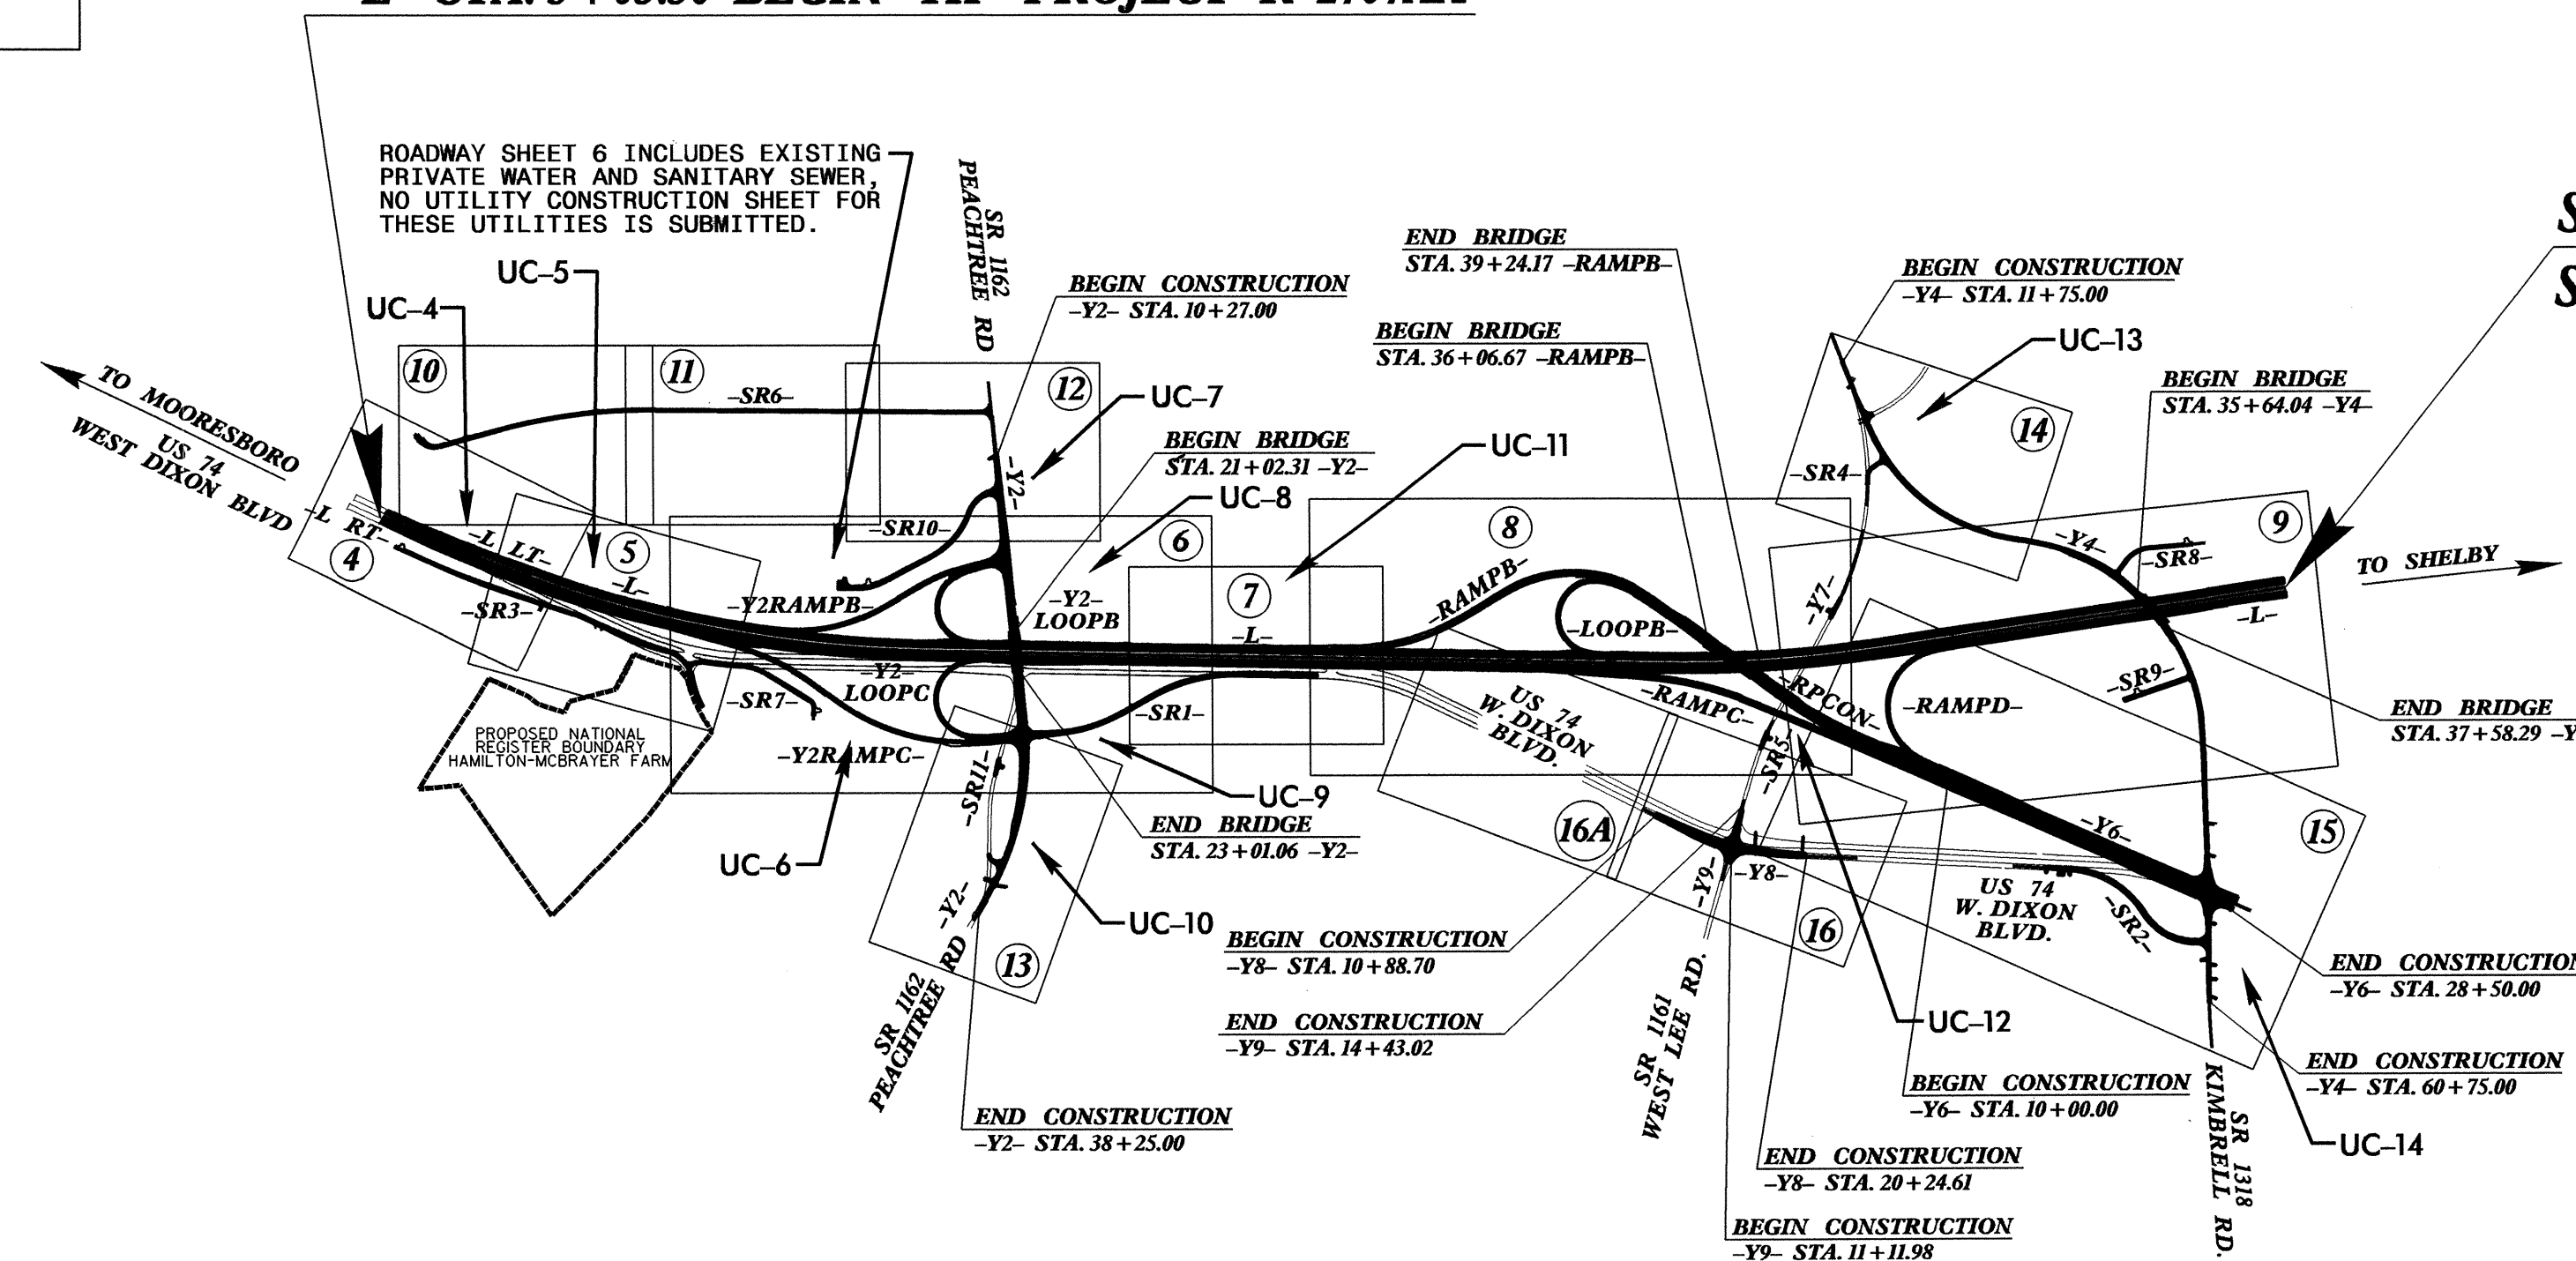 STA. BEGIN TIP PROJECT
ROADWAY SHEET 6 INCLUDES EXISTING
PRIVATE WATER AND SANITARY SEWER,
NO UTILITY CONSTRUCTION SHEET FOR
THESE UTILITIES IS SUBMITTED.
UC-5
UC-4
10
11
12
SR 1162
PEACHTREE RD
BEGIN CONSTRUCTION
-Y2- STA. 10+27.00
UC-7
BEGIN BRIDGE
STA. 21+02.31 -Y2-
UC-8
END BRIDGE
STA. 39+24.17 -RAMPB-
BEGIN BRIDGE
STA. 36+06.67 -RAMPB-
UC-11
BEGIN CONSTRUCTION
-Y4- STA. 11+75.00
UC-13
BEGIN BRIDGE
STA. 35+64.04 -Y4-
14
S
S
TO MOORESBORO
US 74
WEST DIXON BLVD
-L RT-
4
-L LT-
5
-L-
-SR3-
-SR6-
-SR10-
-Y2-
6
-Y2RAMPB-
-Y2-
LOOPB
7
-L-
8
-RAMPB-
-LOOPB-
-SR4-
-Y7-
-Y4-
-SR8-
9
TO SHELBY
-L-
PROPOSED NATIONAL
REGISTER BOUNDARY
HAMILTON-MCBRAYER FARM
-SR7-
-Y2-
LOOPC
-Y2RAMPC-
-SR1-
US 74
W. DIXON
BLVD.
-RAMPC-
-RPCON-
-RAMPD-
-SR9-
END BRIDGE
STA. 37+58.29 -Y
UC-6
-SR11-
-Y2-
UC-9
END BRIDGE
STA. 23+01.06 -Y2-
UC-10
13
SR 1162
PEACHTREE RD
16A
-SR5-
-Y9-
-Y8-
16
-Y6-
15
US 74
W. DIXON
BLVD.
-SR2-
BEGIN CONSTRUCTION
-Y8- STA. 10+88.70
END CONSTRUCTION
-Y9- STA. 14+43.02
SR 1161
WEST LEE RD.
UC-12
END CONSTRUCTION
-Y6- STA. 28+50.00
BEGIN CONSTRUCTION
-Y6- STA. 10+00.00
END CONSTRUCTION
-Y4- STA. 60+75.00
END CONSTRUCTION
-Y2- STA. 38+25.00
END CONSTRUCTION
-Y8- STA. 20+24.61
UC-14
SR 1318
KIMBRELL RD.
BEGIN CONSTRUCTION
-Y9- STA. 11+11.98